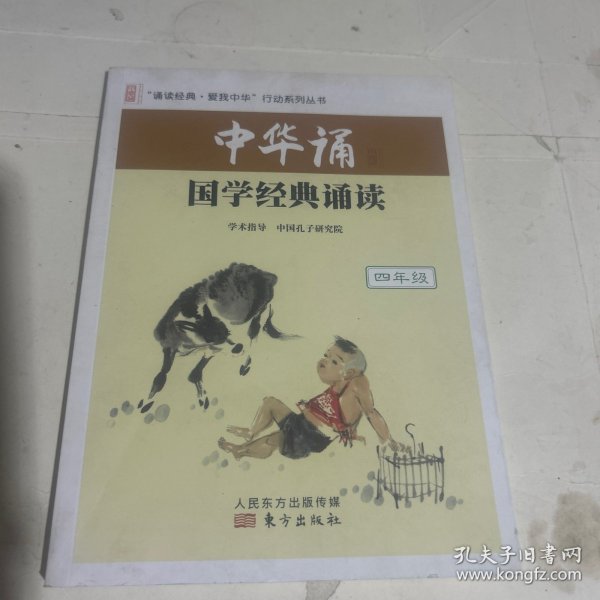 “诵读经典·爱我中华”行动系列丛书
中华诵
国学经典诵读
学术指导 中国孔子研究院
四年级
人民东方出版传媒
东方出版社
孔夫子旧书网
www.kongfz.com